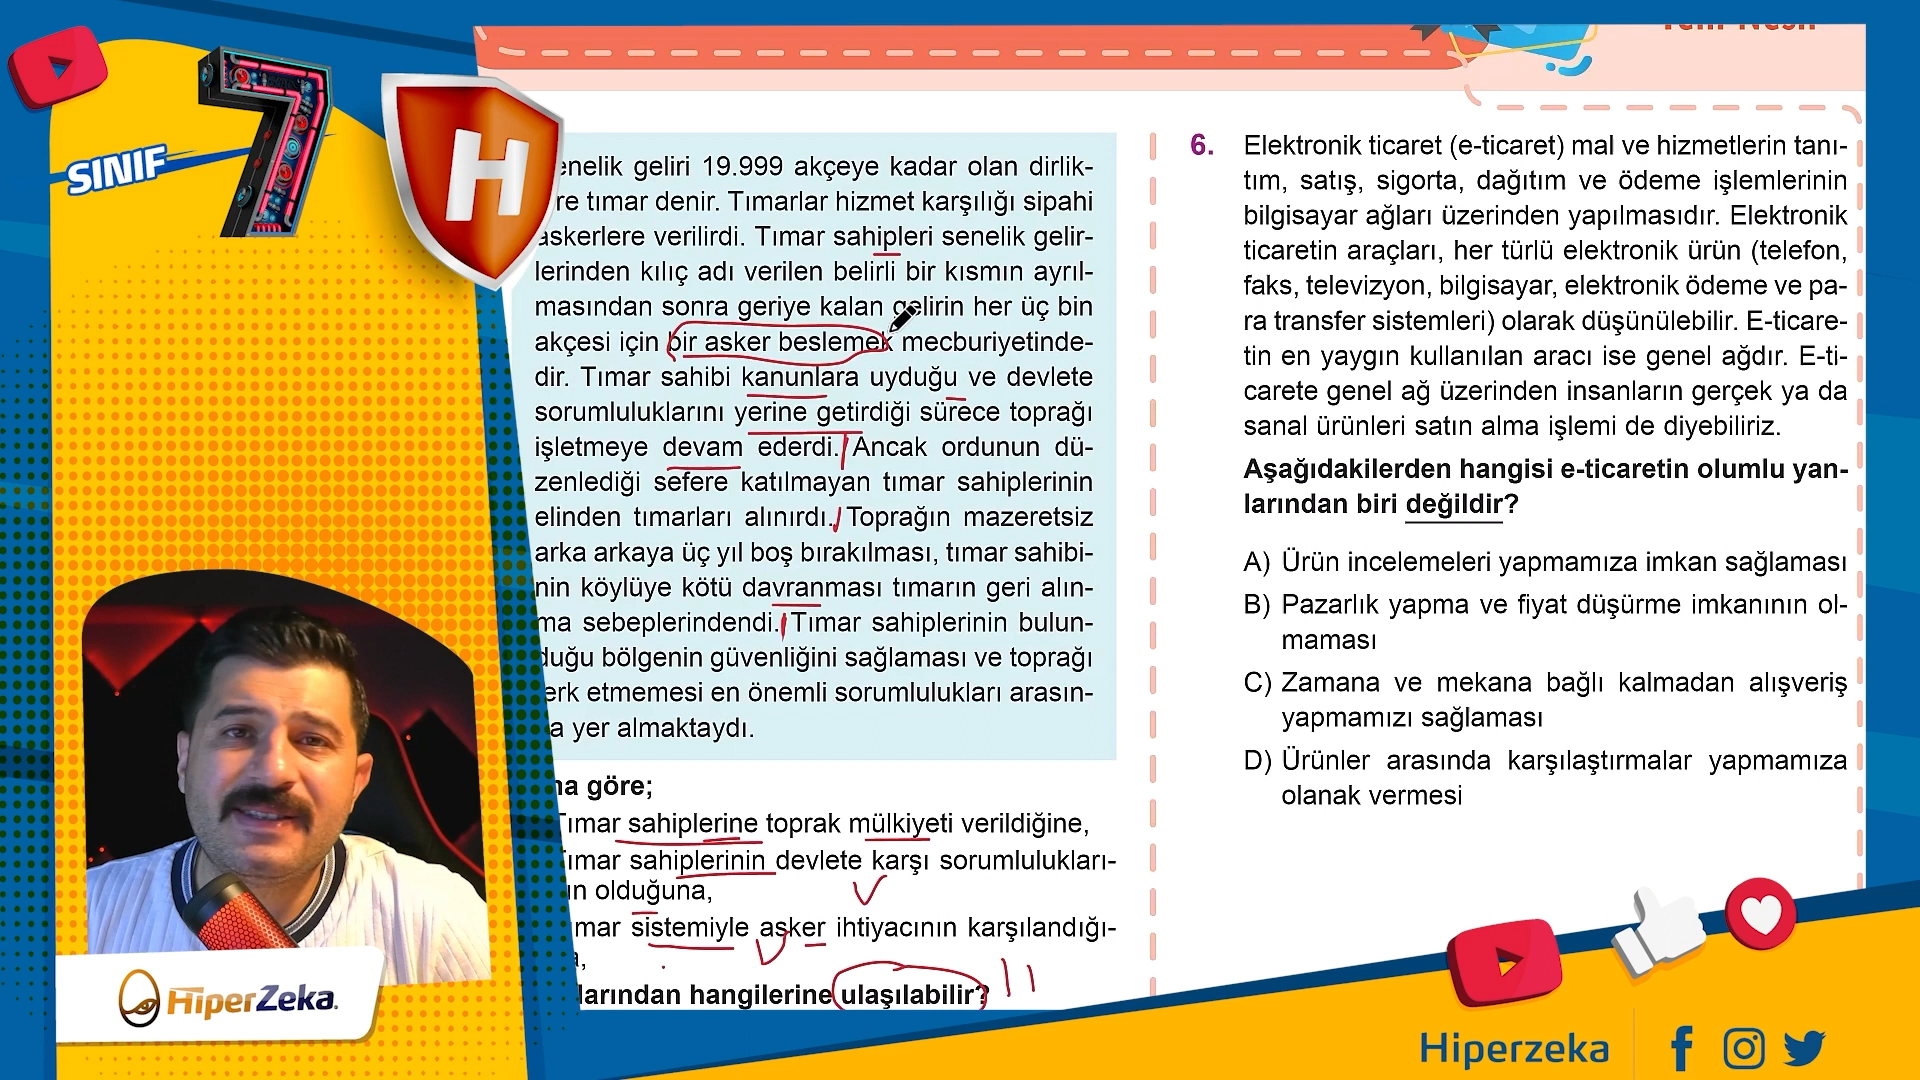 7
SINIF
H
Yeni Nesil
enelik geliri 19.999 akçeye kadar olan dirlik-
re tımar denir. Tımarlar hizmet karşılığı sipahi
askerlere verilirdi. Tımar sahipleri senelik gelir-
lerinden kılıç adı verilen belirli bir kısmın ayrıl-
masından sonra geriye kalan gelirin her üç bin
akçesi için bir asker beslemek mecburiyetinde-
dir. Tımar sahibi kanunlara uyduğu ve devlete
sorumluluklarını yerine getirdiği sürece toprağı
işletmeye devam ederdi. Ancak ordunun dü-
zenlediği sefere katılmayan tımar sahiplerinin
elinden tımarları alınırdı. Toprağın mazeretsiz
arka arkaya üç yıl boş bırakılması, tımar sahibi-
nin köylüye kötü davranması tımarın geri alın-
ma sebeplerindendi. Tımar sahiplerinin bulun-
duğu bölgenin güvenliğini sağlaması ve toprağı
erk etmemesi en önemli sorumlulukları arasın-
a yer almaktaydı.
na göre;
Tımar sahiplerine toprak mülkiyeti verildiğine,
ımar sahiplerinin devlete karşı sorumlulukları-
ın olduğuna,
mar sistemiyle asker ihtiyacının karşılandığı-
a,
larından hangilerine ulaşılabilir?
6. Elektronik ticaret (e-ticaret) mal ve hizmetlerin tanı-
tım, satış, sigorta, dağıtım ve ödeme işlemlerinin
bilgisayar ağları üzerinden yapılmasıdır. Elektronik
ticaretin araçları, her türlü elektronik ürün (telefon,
faks, televizyon, bilgisayar, elektronik ödeme ve pa-
ra transfer sistemleri) olarak düşünülebilir. E-ticare-
tin en yaygın kullanılan aracı ise genel ağdır. E-ti-
carete genel ağ üzerinden insanların gerçek ya da
sanal ürünleri satın alma işlemi de diyebiliriz.
Aşağıdakilerden hangisi e-ticaretin olumlu yan-
larından biri değildir?
A) Ürün incelemeleri yapmamıza imkan sağlaması
B) Pazarlık yapma ve fiyat düşürme imkanının ol-
maması
C) Zamana ve mekana bağlı kalmadan alışveriş
yapmamızı sağlaması
D) Ürünler arasında karşılaştırmalar yapmamıza
olanak vermesi
HiperZeka.
Hiperzeka